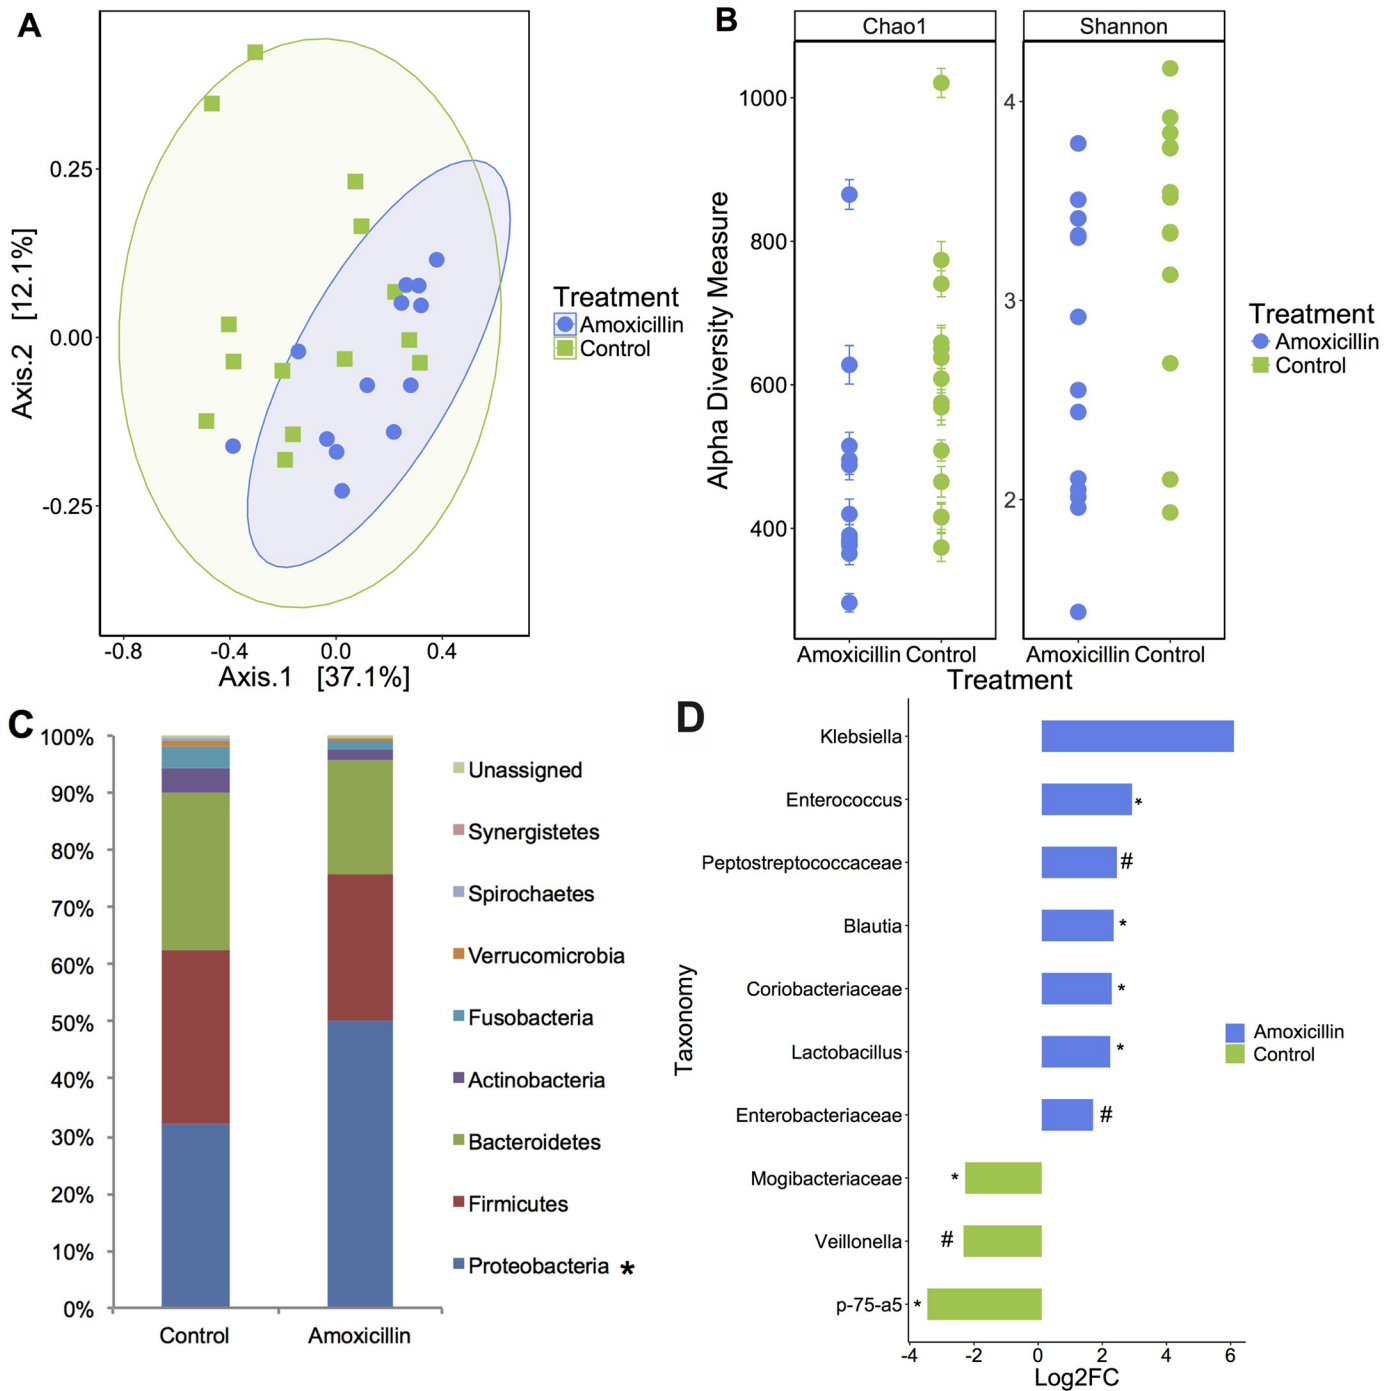 A
0.25
0.00
-0.25
Axis.2 [12.1%]
-0.8
-0.4
0.0
0.4
Axis.1 [37.1%]
Treatment
Amoxicillin
Control
B
Chao1
Shannon
1000
800
600
400
Alpha Diversity Measure
4
3
2
Amoxicillin Control
Amoxicillin Control
Treatment
Treatment
Amoxicillin
Control
C
100%
90%
80%
70%
60%
50%
40%
30%
20%
10%
0%
Control
Amoxicillin
Unassigned
Synergistetes
Spirochaetes
Verrucomicrobia
Fusobacteria
Actinobacteria
Bacteroidetes
Firmicutes
Proteobacteria *
D
Taxonomy
Klebsiella
Enterococcus *
Peptostreptococcaceae #
Blautia *
Coriobacteriaceae *
Lactobacillus *
Enterobacteriaceae #
Mogibacteriaceae *
Veillonella #
p-75-a5 *
-4
-2
0
2
4
6
Log2FC
Amoxicillin
Control